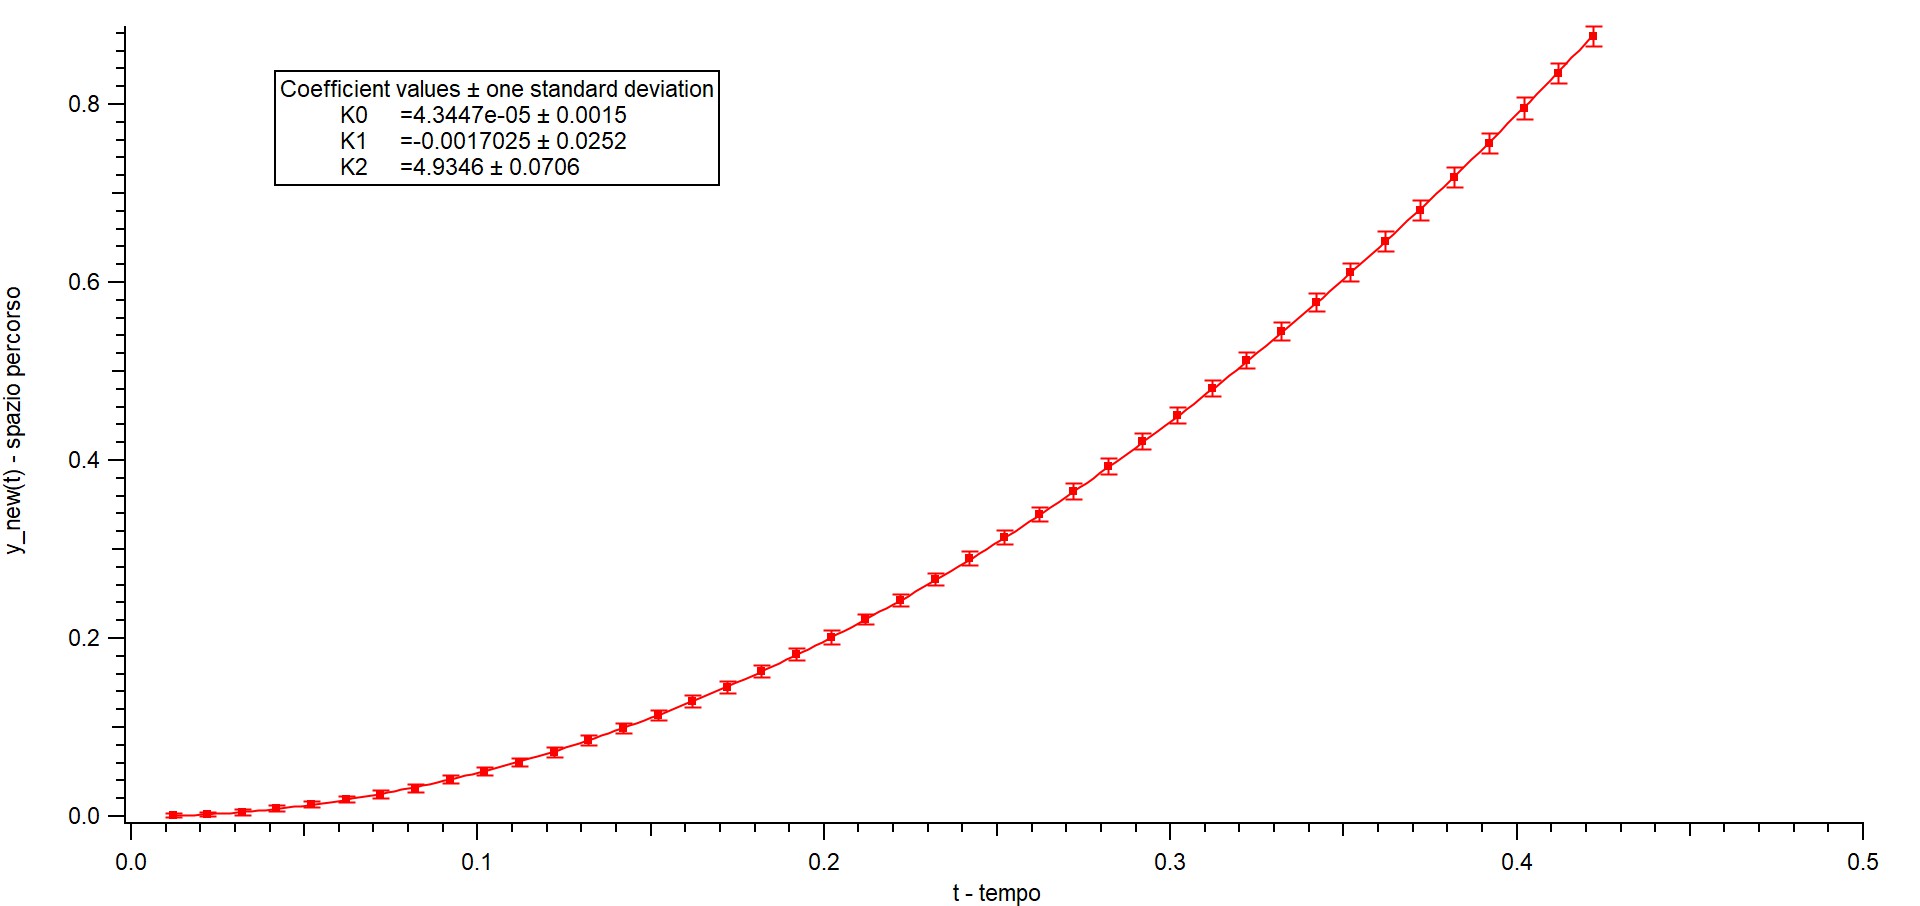 Coefficient values ± one standard deviation
K0 =4.3447e-05 ± 0.0015
K1 =-0.0017025 ± 0.0252
K2 =4.9346 ± 0.0706
y_new(t) - spazio percorso
0.8
0.6
0.4
0.2
0.0
0.0 0.1 0.2 0.3 0.4 0.5
t - tempo